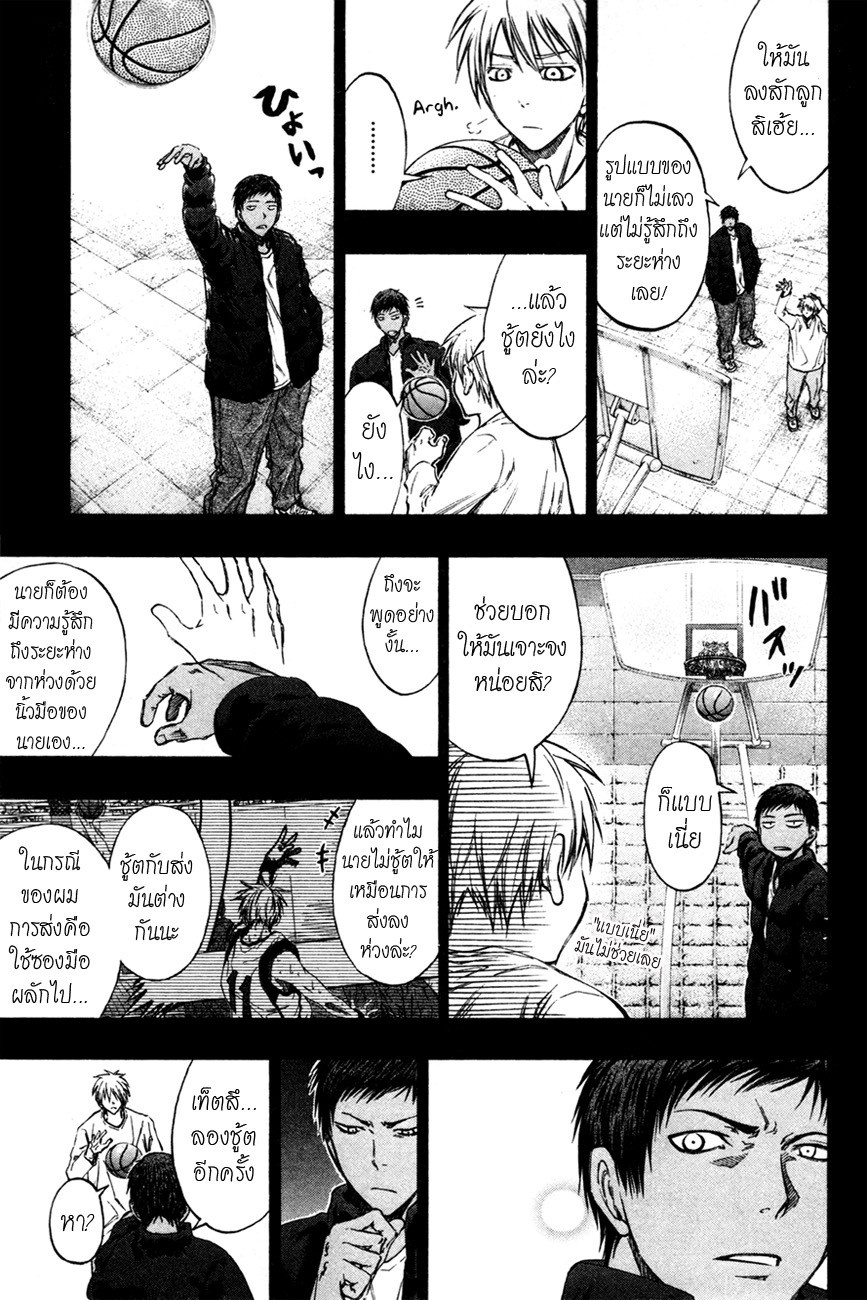 ให้มัน
ลงสักลูก
สิเฮ้ย...
รูปแบบของ
นายก็ไม่เลว
แต่ไม่รู้สึกถึง
ระยะห่าง
เลย!
Argh.
.........
...แล้ว
ชู้ตยังไง
ล่ะ?
ยัง
ไง...
ひょいっ
バスッ
ก็แบบ
เนี่ย
ช่วยบอก
ให้มันเจาะจง
หน่อยสิ?
"แบบเนี่ย"
มันไม่ช่วยเลย
ถึงจะ
พูดอย่าง
งั้น...
นายก็ต้อง
มีความรู้สึก
ถึงระยะห่าง
จากห่วงด้วย
นิ้วมือของ
นายเอง...
แล้วทำไม
นายไม่ชู้ตให้
เหมือนการ
ส่งลง
ห่วงล่ะ?
ชู้ตกับส่ง
มันต่าง
กันนะ
ในกรณี
ของผม
การส่งคือ
ใช้ซองมือ
ผลักไป...
11
เท็ตสึ...
ลองชู้ต
อีกครั้ง
หา?